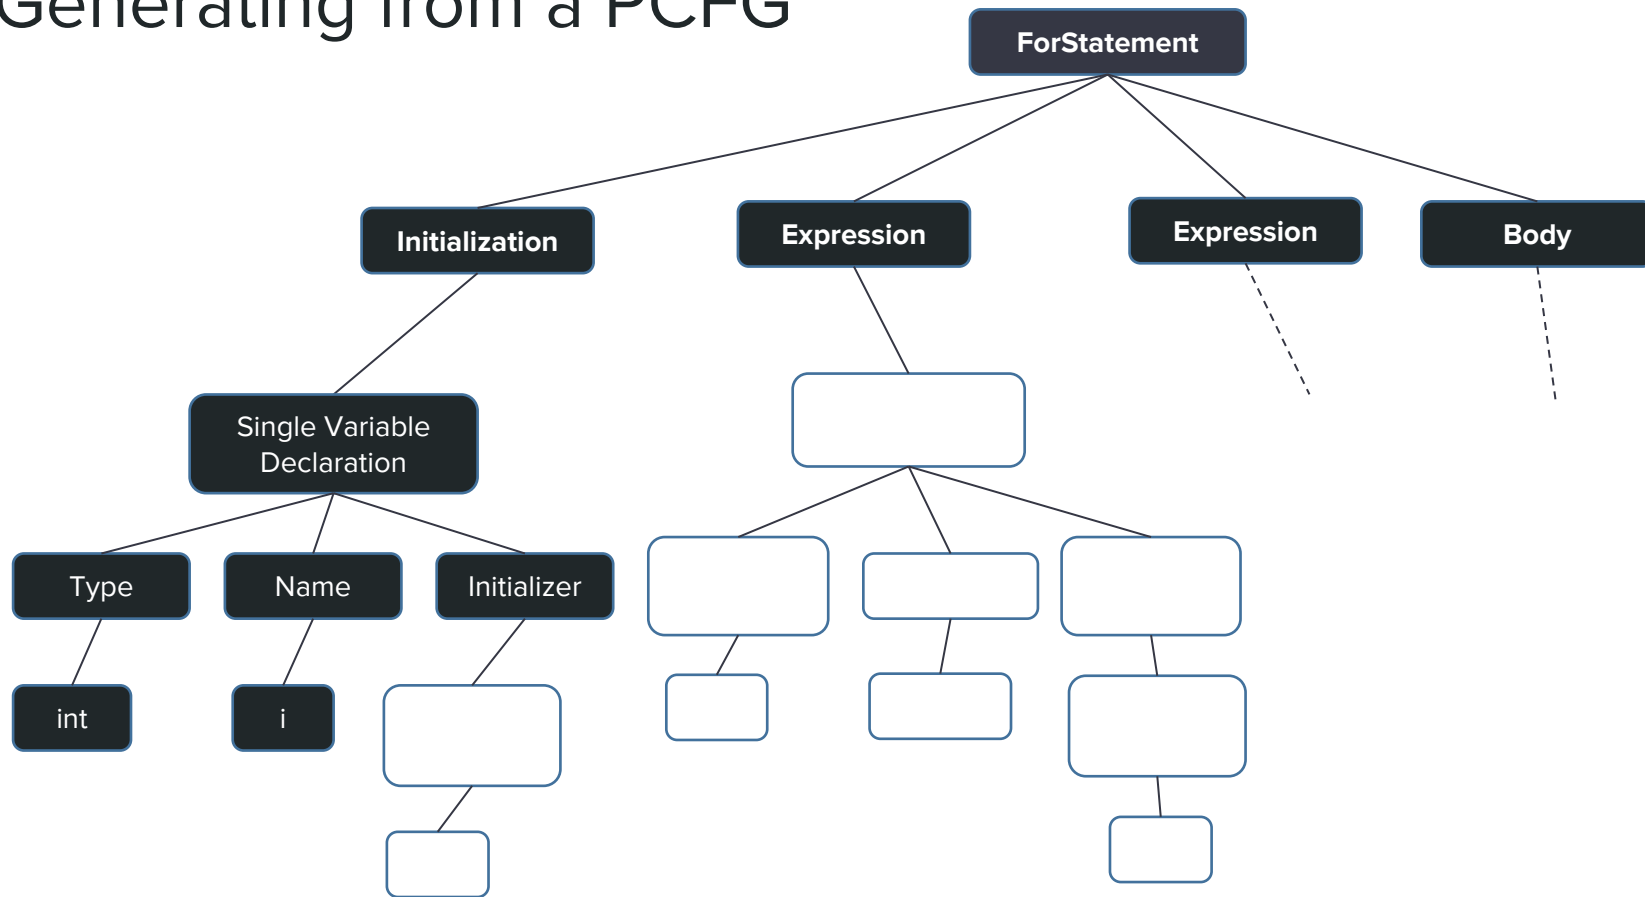 Generating from a PCFG
ForStatement
Initialization
Expression
Expression
Body
Single Variable
Declaration
Type
Name
Initializer
int
i